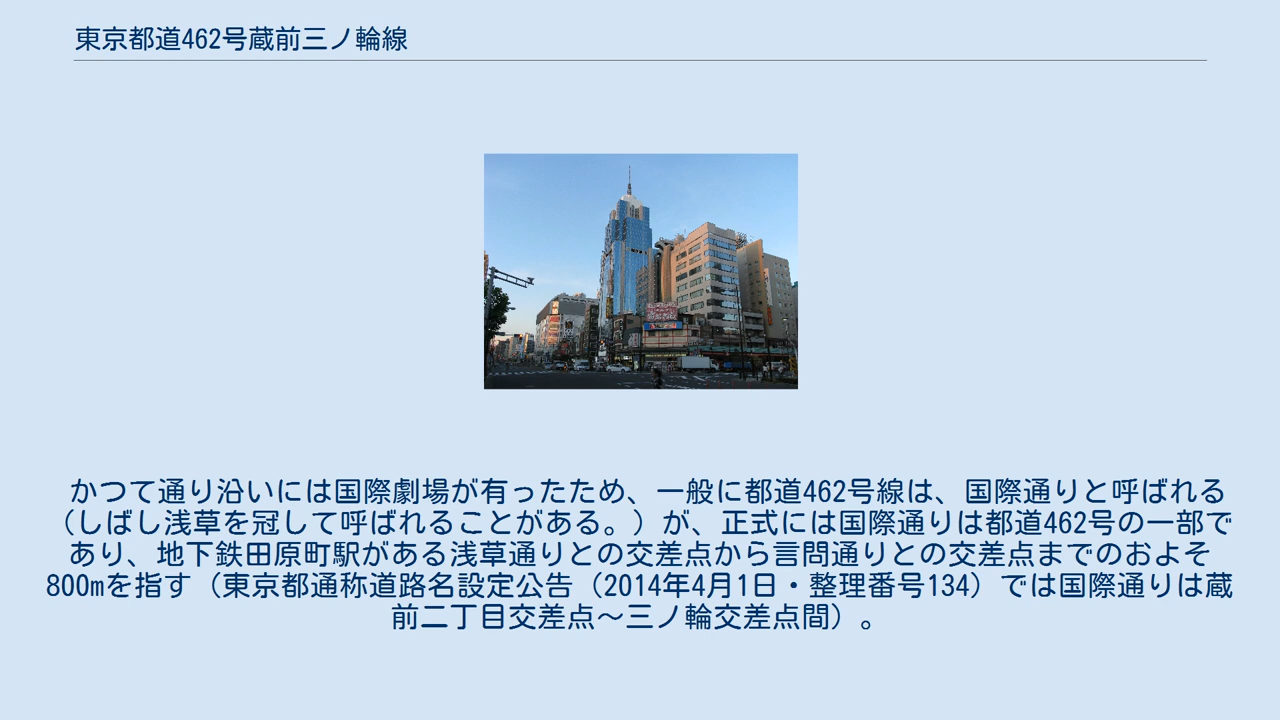 東京都道462号蔵前三ノ輪線
かつて通り沿いには国際劇場が有ったため、一般に都道462号線は、国際通りと呼ばれる
（しばし浅草を冠して呼ばれることがある。）が、正式には国際通りは都道462号の一部で
あり、地下鉄田原町駅がある浅草通りとの交差点から言問通りとの交差点までのおよそ
800mを指す（東京都通称道路名設定公告（2014年4月1日・整理番号134）では国際通りは蔵
前二丁目交差点〜三ノ輪交差点間）。